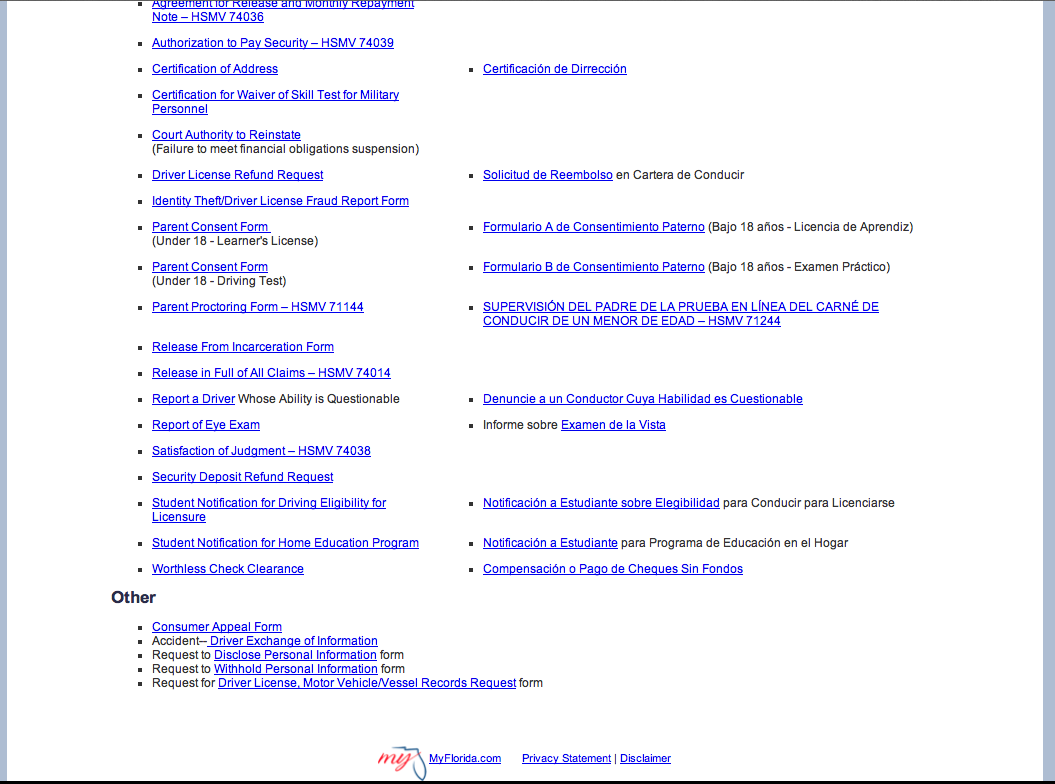 Agreement for Release and Monthly Repayment
Note – HSMV 74036
Authorization to Pay Security – HSMV 74039
Certification of Address
Certificación de Dirrección
Certification for Waiver of Skill Test for Military
Personnel
Court Authority to Reinstate
(Failure to meet financial obligations suspension)
Driver License Refund Request
Solicitud de Reembolso en Cartera de Conducir
Identity Theft/Driver License Fraud Report Form
Parent Consent Form
(Under 18 - Learner's License)
Formulario A de Consentimiento Paterno (Bajo 18 años - Licencia de Aprendiz)
Parent Consent Form
(Under 18 - Driving Test)
Formulario B de Consentimiento Paterno (Bajo 18 años - Examen Práctico)
Parent Proctoring Form – HSMV 71144
SUPERVISIÓN DEL PADRE DE LA PRUEBA EN LÍNEA DEL CARNÉ DE
CONDUCIR DE UN MENOR DE EDAD – HSMV 71244
Release From Incarceration Form
Release in Full of All Claims – HSMV 74014
Report a Driver Whose Ability is Questionable
Denuncie a un Conductor Cuya Habilidad es Cuestionable
Report of Eye Exam
Informe sobre Examen de la Vista
Satisfaction of Judgment – HSMV 74038
Security Deposit Refund Request
Student Notification for Driving Eligibility for
Licensure
Notificación a Estudiante sobre Elegibilidad para Conducir para Licenciarse
Student Notification for Home Education Program
Notificación a Estudiante para Programa de Educación en el Hogar
Worthless Check Clearance
Compensación o Pago de Cheques Sin Fondos
Other
Consumer Appeal Form
Accident-- Driver Exchange of Information
Request to Disclose Personal Information form
Request to Withhold Personal Information form
Request for Driver License, Motor Vehicle/Vessel Records Request form
my MyFlorida.com Privacy Statement | Disclaimer